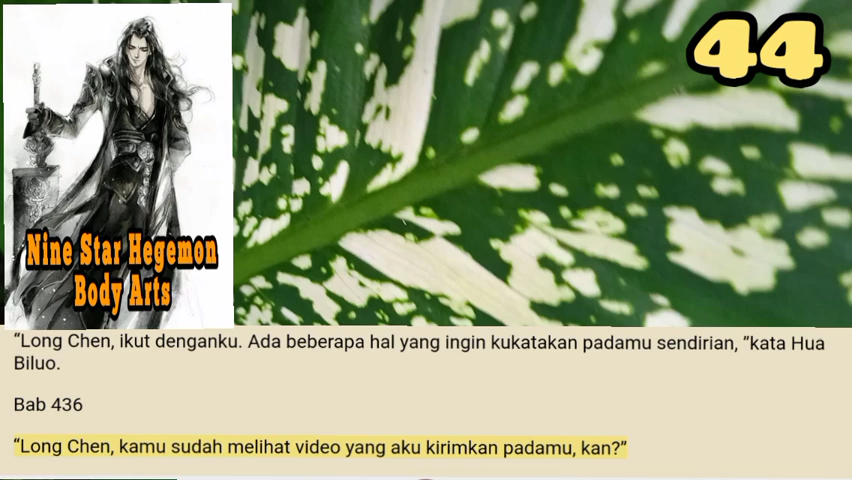 44
Nine Star Hegemon
Body Arts
“Long Chen, ikut denganku. Ada beberapa hal yang ingin kukatakan padamu sendirian, ”kata Hua
Biluo.
Bab 436
“Long Chen, kamu sudah melihat video yang aku kirimkan padamu, kan?”